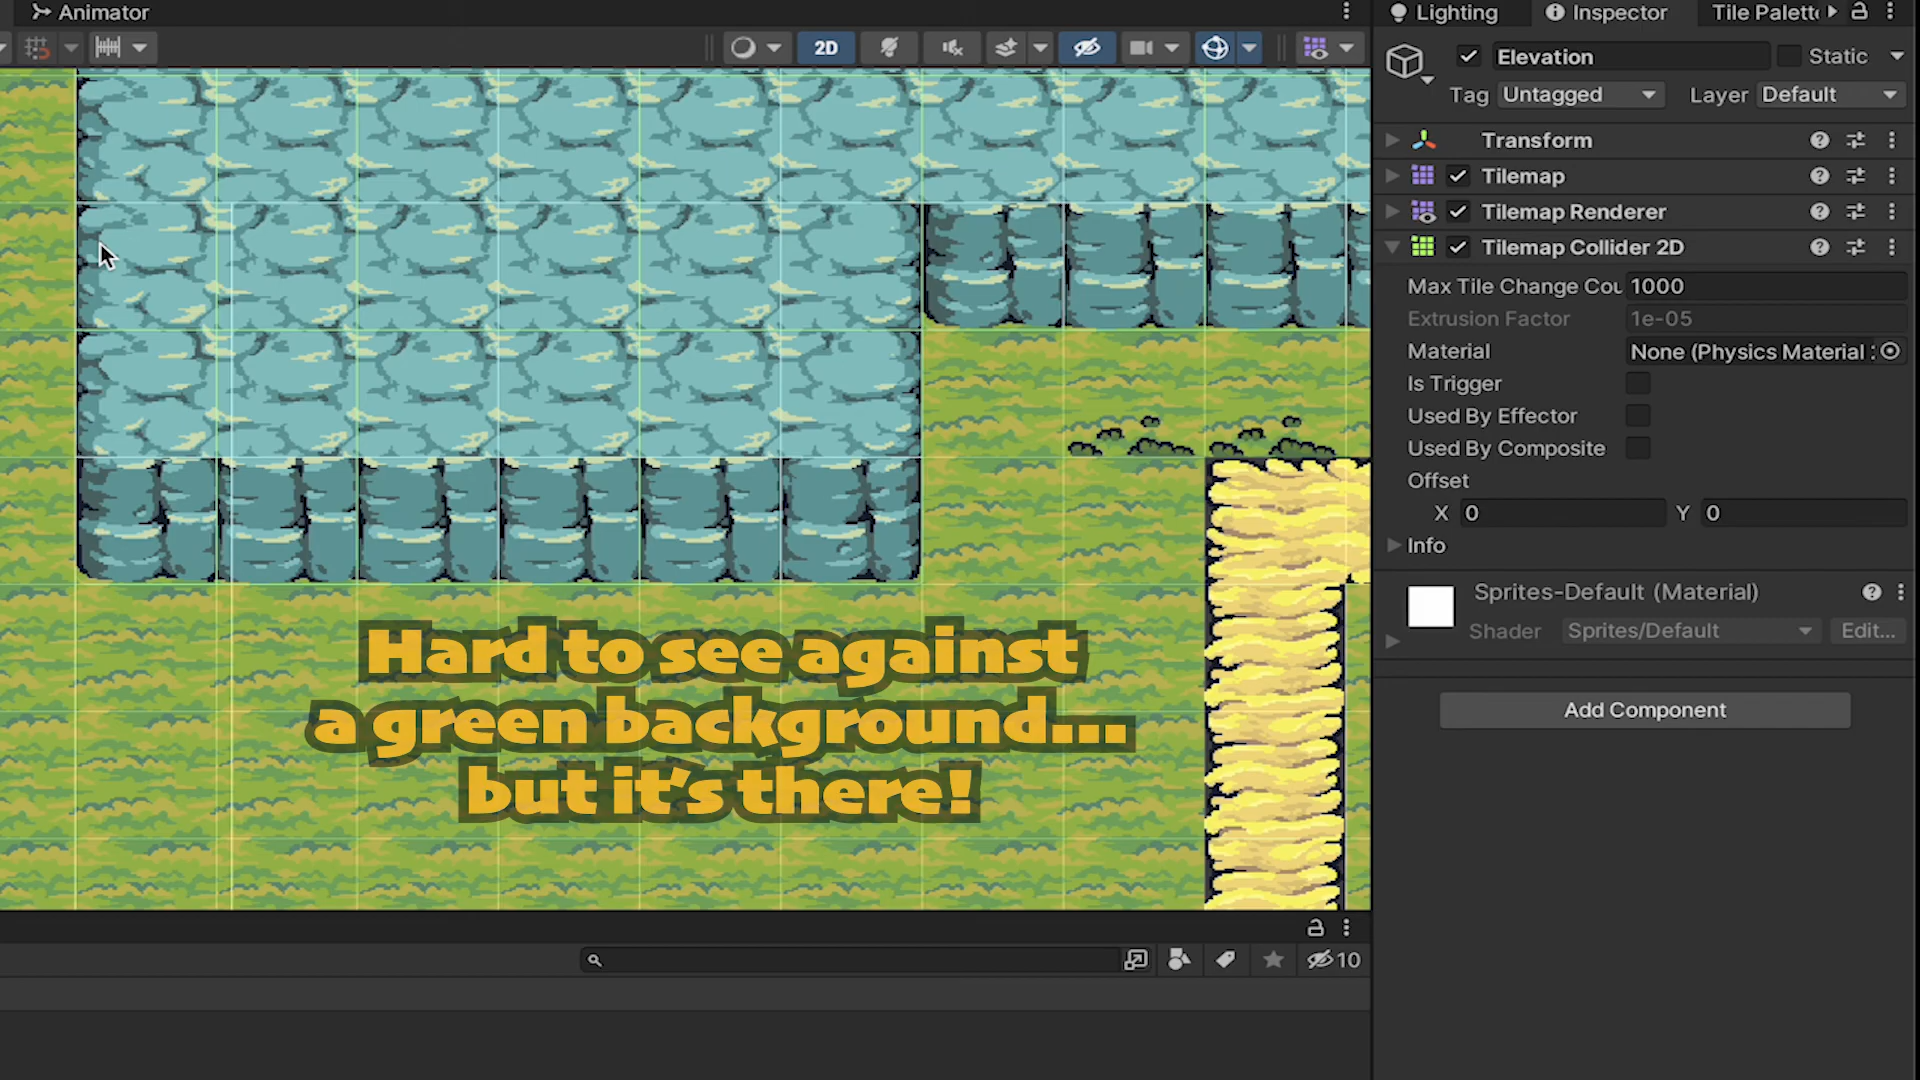 Animator
Lighting
Inspector
Tile Palett
2D
Elevation
Static
Tag
Untagged
Layer
Default
Transform
Tilemap
Tilemap Renderer
Tilemap Collider 2D
Max Tile Change Cou
1000
Extrusion Factor
1e-05
Material
None (Physics Material
Is Trigger
Used By Effector
Used By Composite
Offset
X
0
Y
0
Info
Sprites-Default (Material)
Shader
Sprites/Default
Edit...
Add Component
Hard to see against
a green background...
but it's there!
10